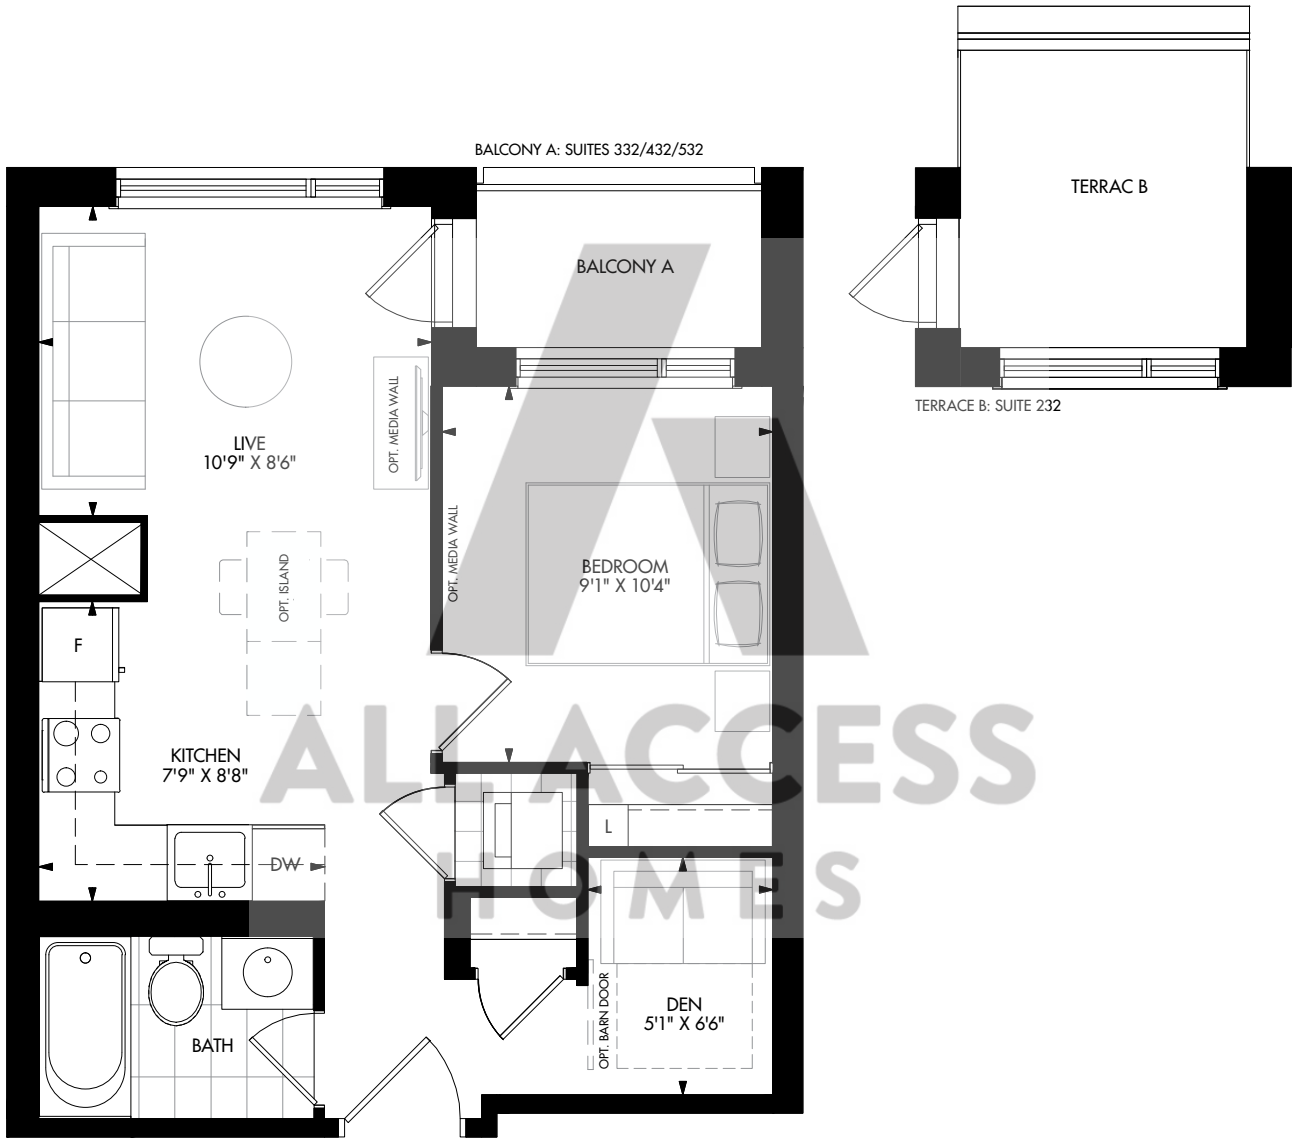 BALCONY A: SUITES 332/432/532
TERRAC B
BALCONY A
TERRACE B: SUITE 232
OPT. MEDIA WALL
LIVE
10'9" X 8'6"
OPT. MEDIA WALL
BEDROOM
9'1" X 10'4"
OPT. ISLAND
F
KITCHEN
7'9" X 8'8"
ALL ACCESS
L
DW
HOMES
OPT. BARN DOOR
DEN
5'1" X 6'6"
BATH